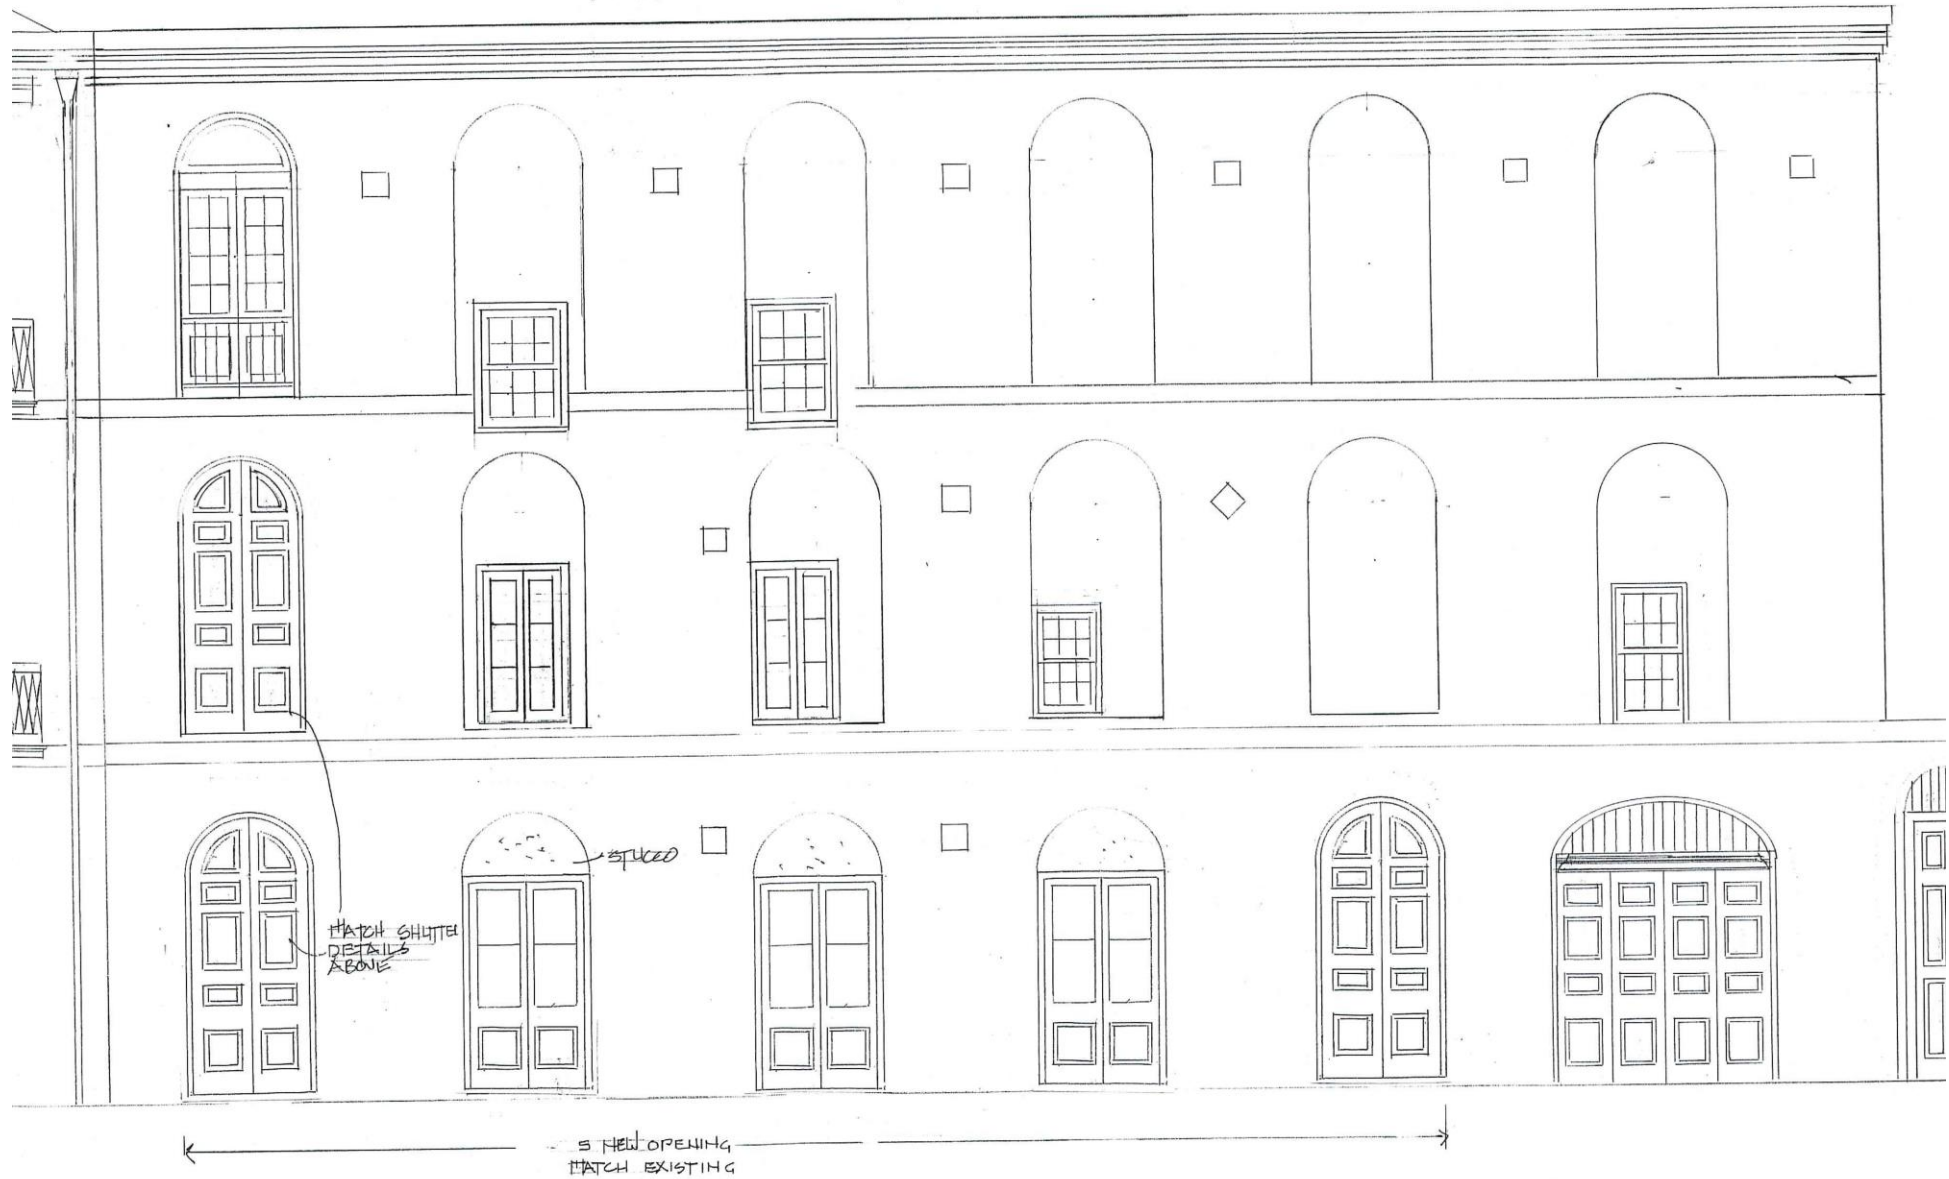 STUCCO
MATCH SHUTTER
DETAILS
ABOVE
5 NEW OPENING
MATCH EXISTING